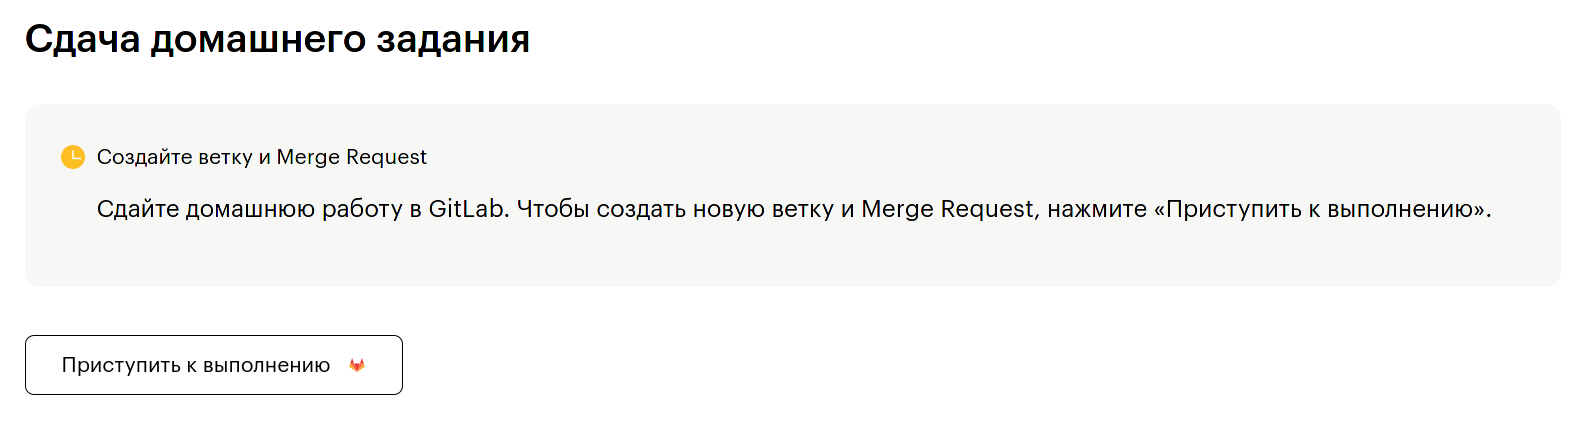 Сдача домашнего задания
Создайте ветку и Merge Request
Сдайте домашнюю работу в GitLab. Чтобы создать новую ветку и Merge Request, нажмите «Приступить к выполнению».
Приступить к выполнению